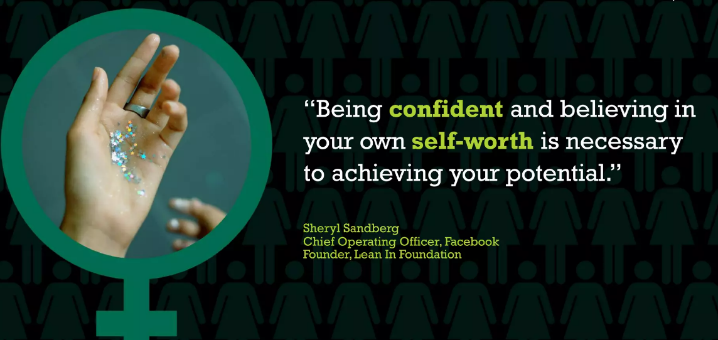 “Being confident and believing in
your own self-worth is necessary
to achieving your potential.”
Sheryl Sandberg
Chief Operating Officer, Facebook
Founder, Lean In Foundation